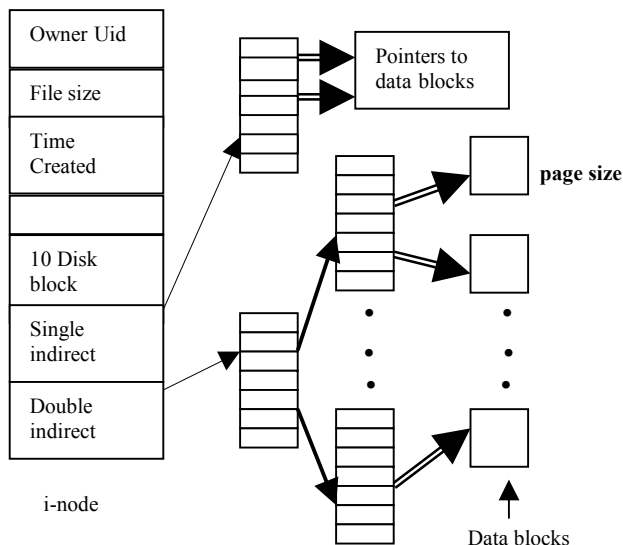 Owner Uid
File size
Time
Created
10 Disk
block
Single
indirect
Double
indirect
i-node
Pointers to
data blocks
page size
Data blocks